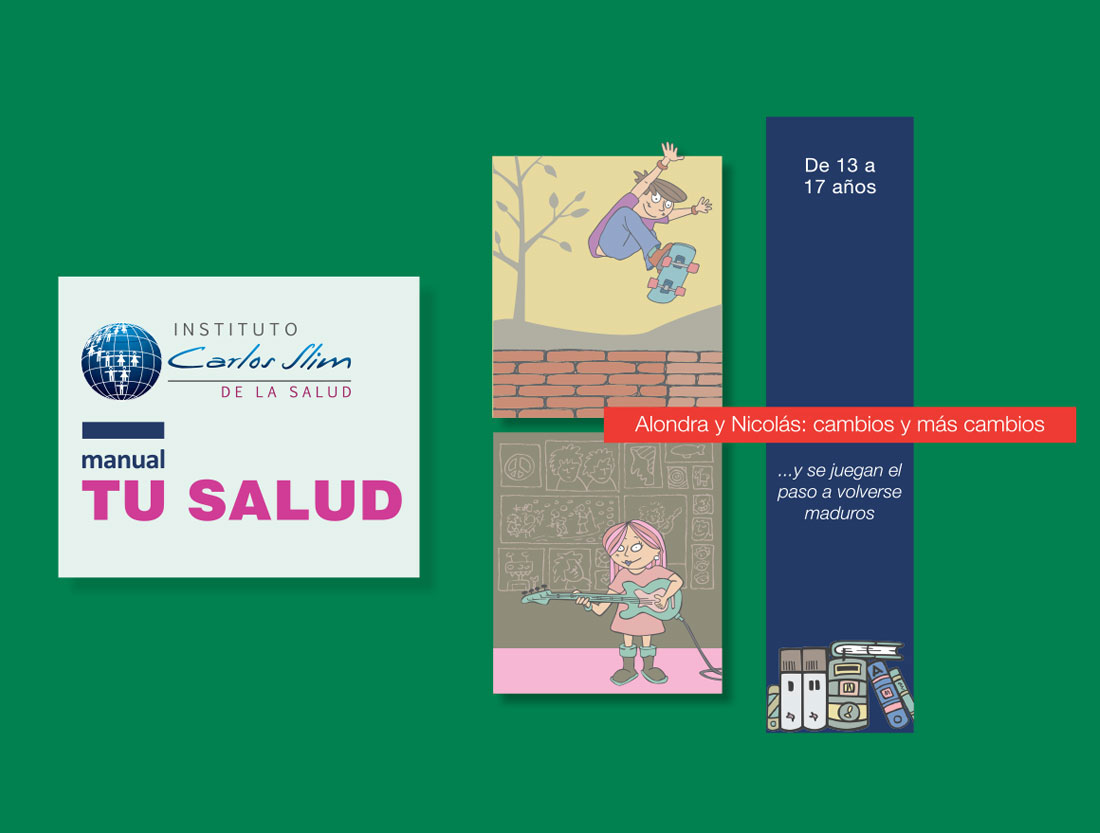 INSTITUTO
Carlos Slim
DE LA SALUD
manual
TU SALUD
De 13 a
17 años
Alondra y Nicolás: cambios y más cambios
...y se juegan el
paso a volverse
maduros